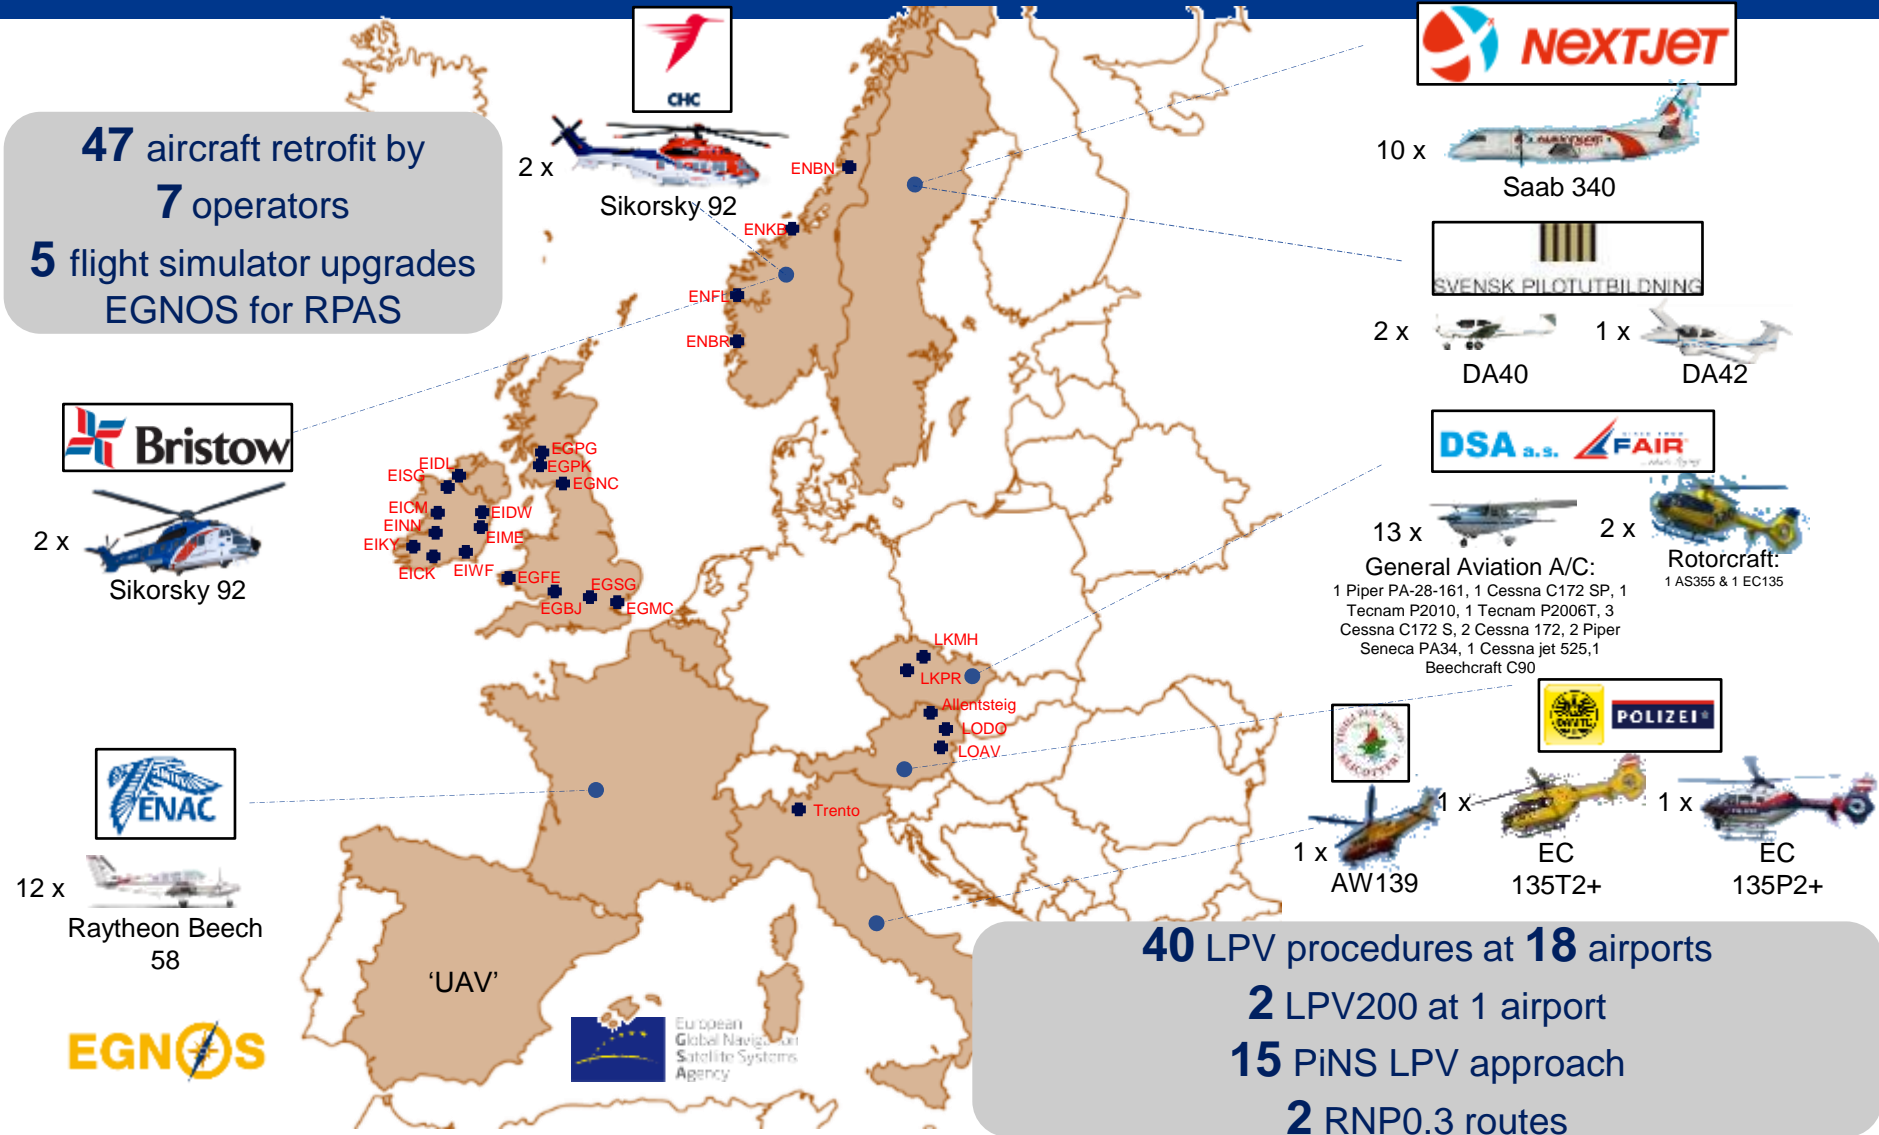 CHC
NEXTJET
47 aircraft retrofit by
7 operators
5 flight simulator upgrades
EGNOS for RPAS
2 x
Sikorsky 92
10 x
Saab 340
SVENSK PILOTUTBILDNING
2 x
1 x
DA40
DA42
ENBN
ENKB
ENFL
ENBR
Bristow
2 x
Sikorsky 92
DSA a.s.
FAIR
13 x
2 x
General Aviation A/C:
1 Piper PA-28-161, 1 Cessna C172 SP, 1
Tecnam P2010, 1 Tecnam P2006T, 3
Cessna C172 S, 2 Cessna 172, 2 Piper
Seneca PA34, 1 Cessna jet 525,1
Beechcraft C90
Rotorcraft:
1 AS355 & 1 EC135
EGPG
EGPK
EGNC
EIDL
EISG
EICM
EIDW
EINN
EIME
EIKY
EICK
EIWF
EGFE
EGSG
EGBJ
EGMC
LKMH
LKPR
Allentsteig
LODO
LOAV
Trento
POLIZEI
1 x
AW139
1 x
EC
135T2+
1 x
EC
135P2+
ENAC
12 x
Raytheon Beech
58
'UAV'
EGNOS
European
Global Navigation
Satellite Systems
Agency
40 LPV procedures at 18 airports
2 LPV200 at 1 airport
15 PiNS LPV approach
2 RNP0.3 routes